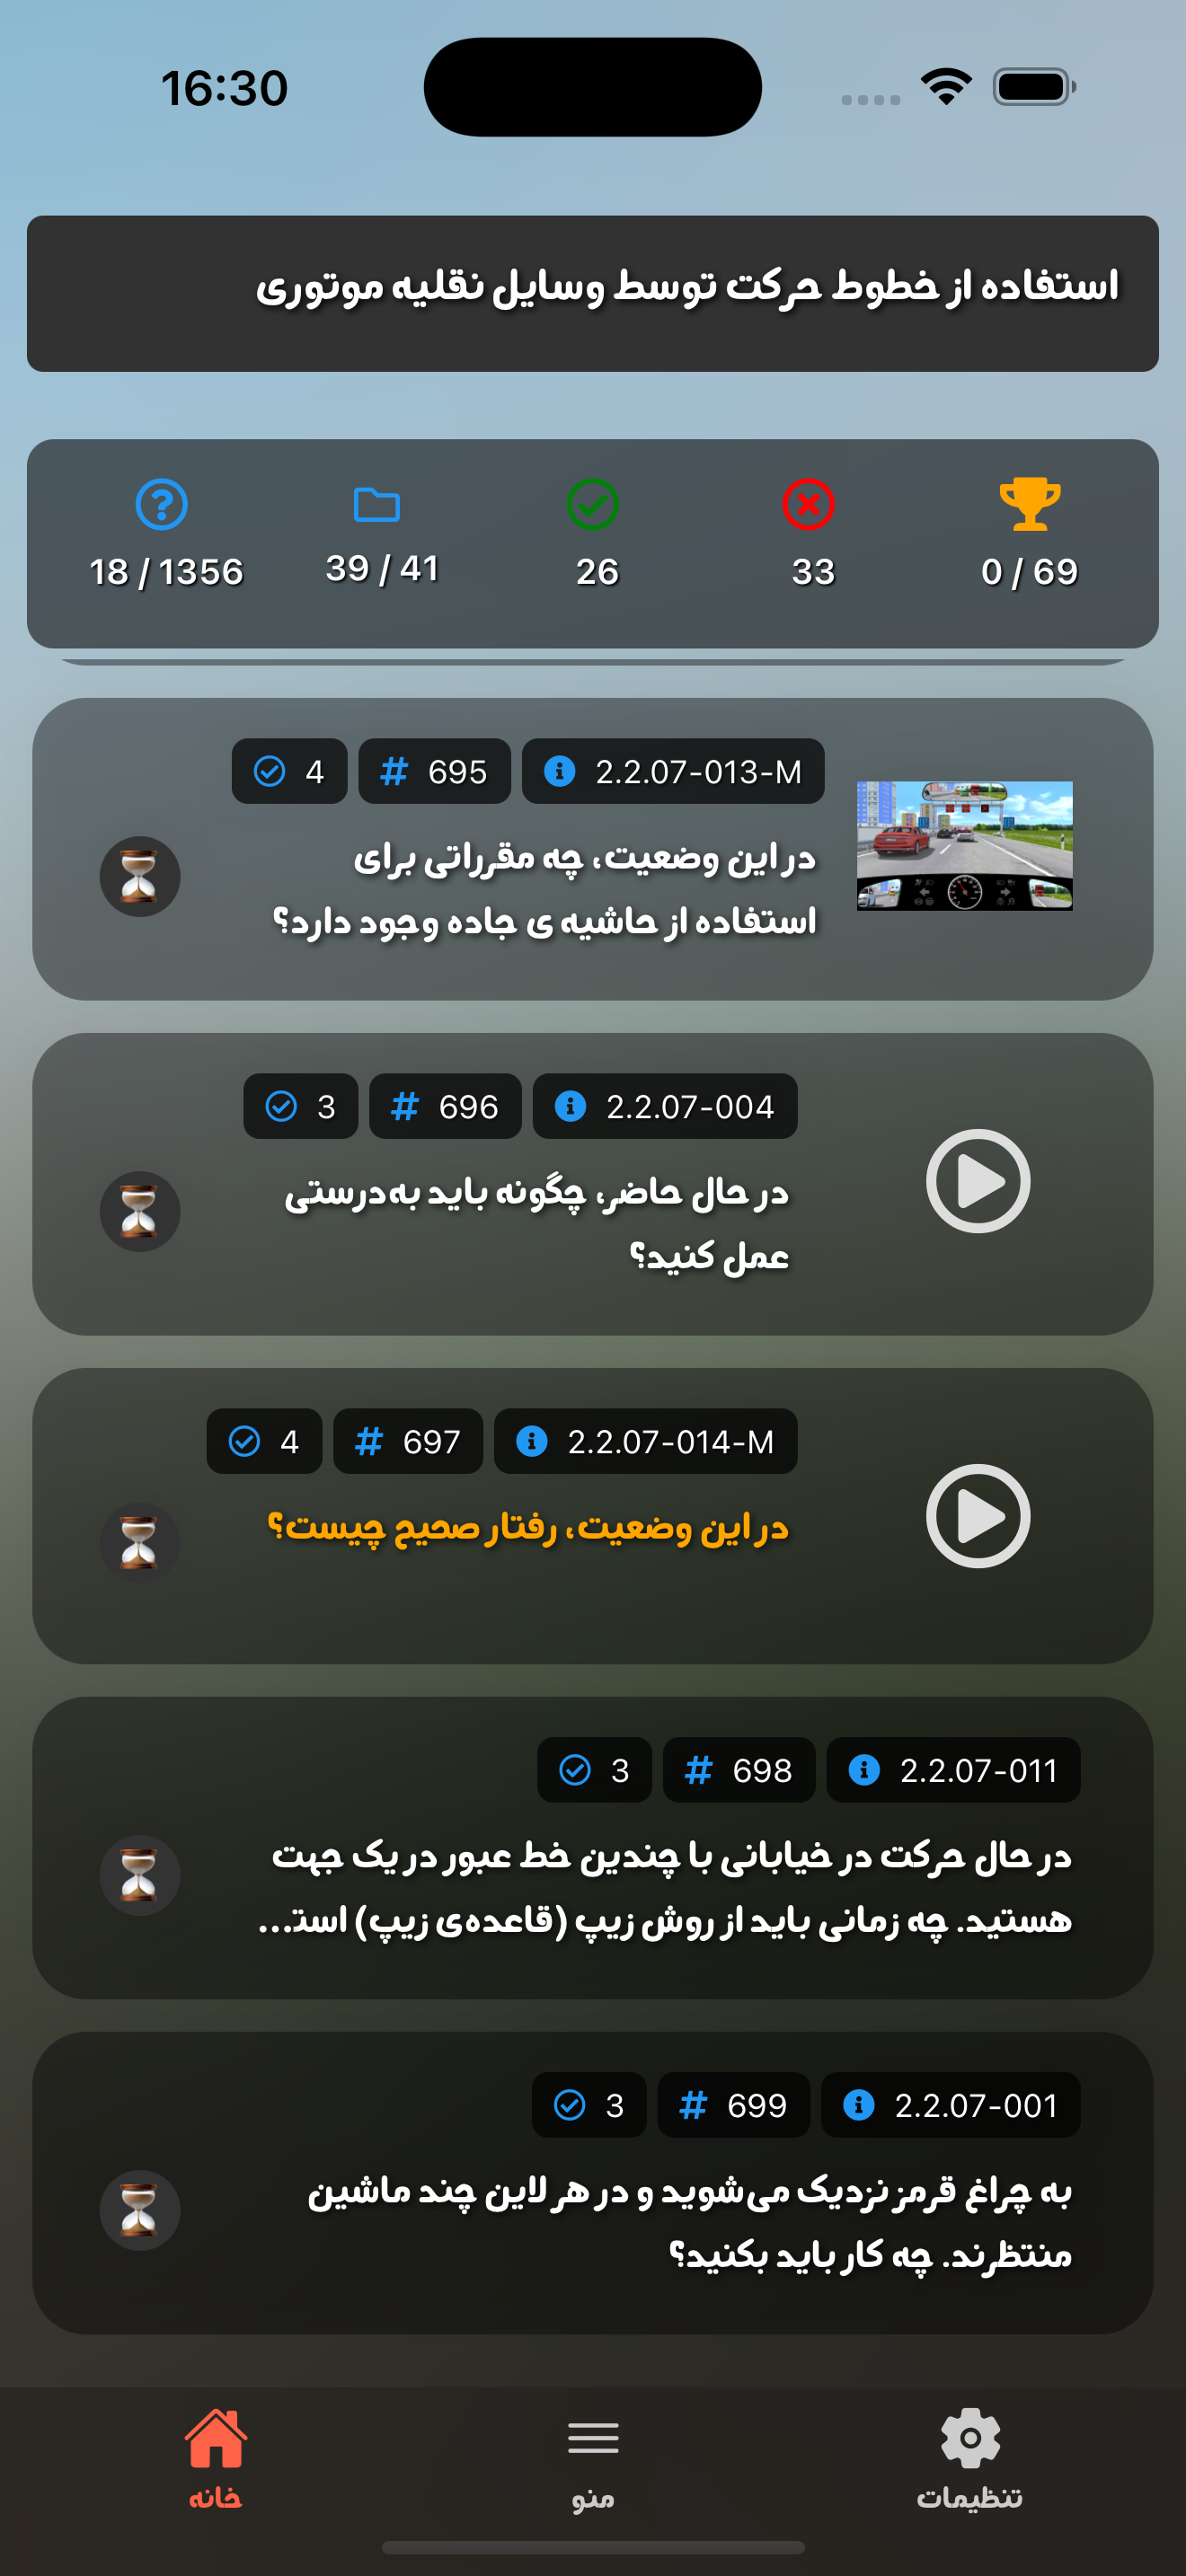 16:30
استفاده از خطوط حرکت توسط وسایل نقلیه موتوری
18 / 1356
39 / 41
26
33
0 / 69
4
# 695
2.2.07-013-M
در این وضعیت، چه مقرراتی برای
استفاده از حاشیه ی جاده وجود دارد؟
3
# 696
2.2.07-004
در حال حاضر، چگونه باید به‌درستی
عمل کنید؟
4
# 697
2.2.07-014-M
در این وضعیت، رفتار صحیح چیست؟
3
# 698
2.2.07-011
در حال حرکت در خیابانی با چندین خط عبور در یک جهت
هستید. چه زمانی باید از روش زیپ (قاعده‌ی زیپ) است...
3
# 699
2.2.07-001
به چراغ قرمز نزدیک می‌شوید و در هر لاین چند ماشین
منتظرند. چه کار باید بکنید؟
خانه
منو
تنظیمات